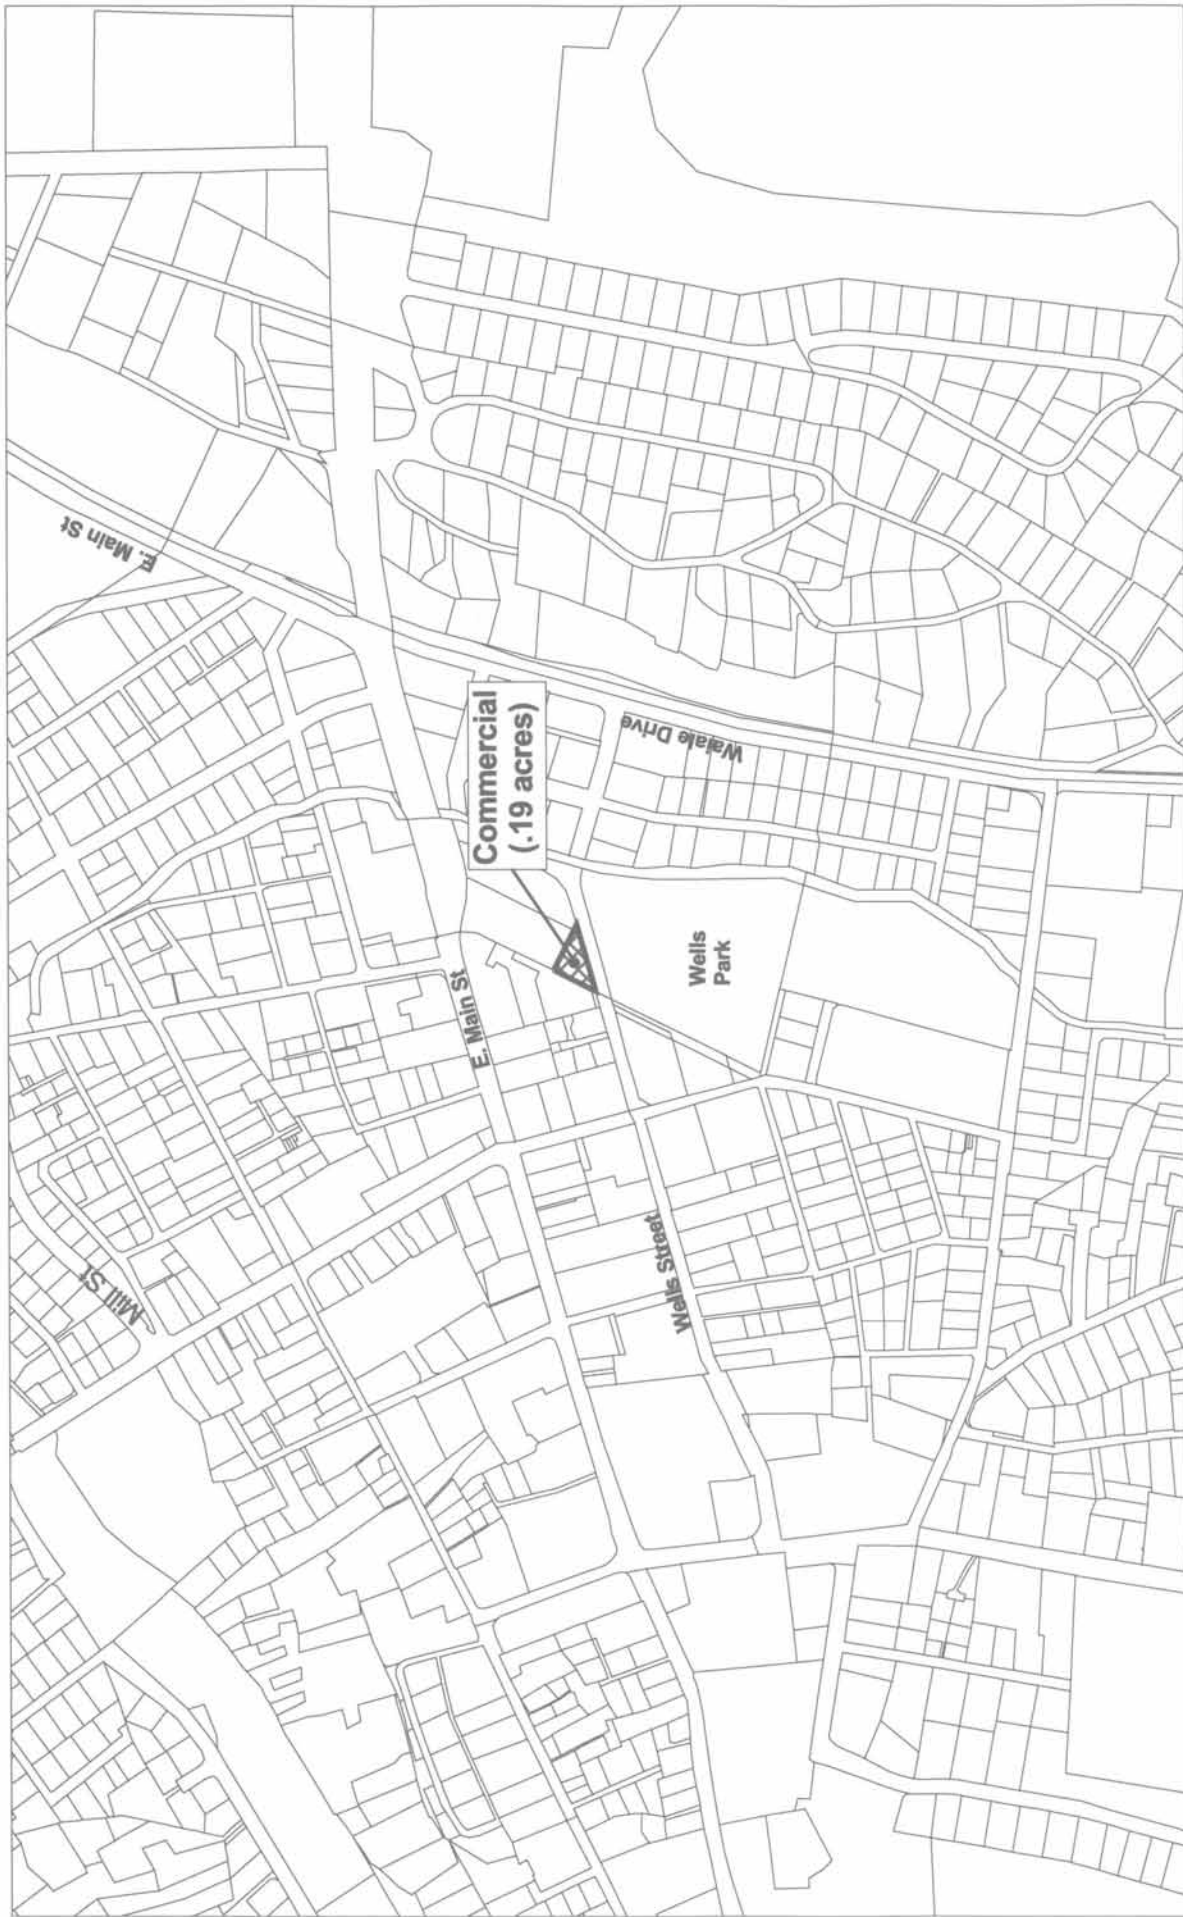 E. Main St
Commercial
(.19 acres)
Waiale Drive
Wells
Park
E. Main St
Wells Street
Mill St